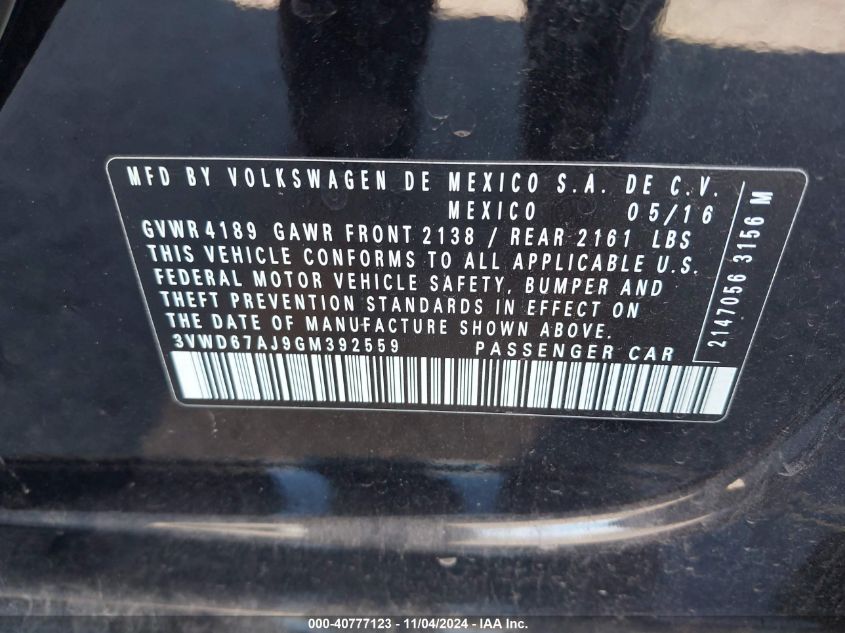 MFD BY VOLKSWAGEN DE MEXICO S.A. DE C.V.
MEXICO 05/16
GVWR 4189 GAWR FRONT 2138 / REAR 2161 LBS
THIS VEHICLE CONFORMS TO ALL APPLICABLE U.S.
FEDERAL MOTOR VEHICLE SAFETY, BUMPER AND
THEFT PREVENTION STANDARDS IN EFFECT ON
THE DATE OF MANUFACTURE SHOWN ABOVE.
3VWD67AJ9GM392559 PASSENGER CAR
2147056 3156 M
000-40777123 - 11/04/2024 - IAA Inc.